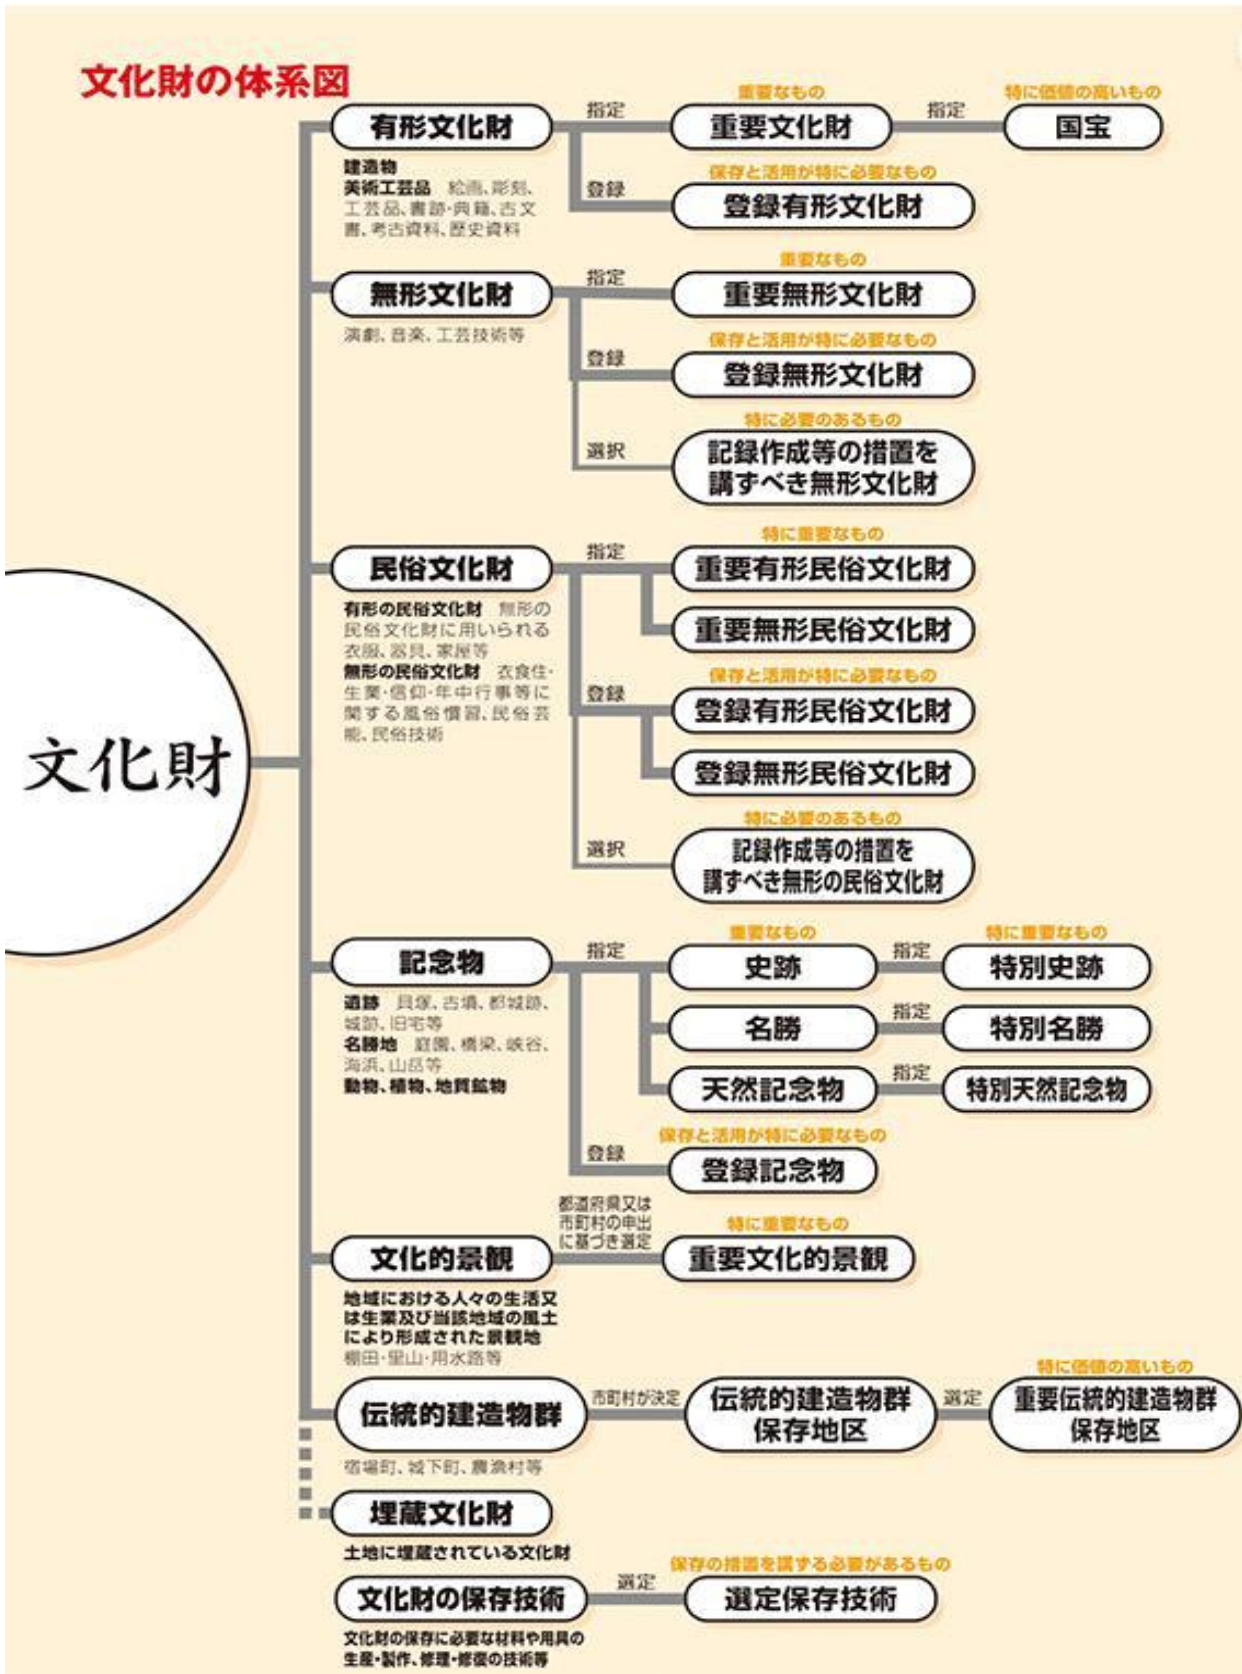 文化財の体系図
文化財
有形文化財
建造物
美術工芸品　絵画、彫刻、
工芸品、書跡・典籍、古文
書、考古資料、歴史資料
指定
重要なもの
重要文化財
指定
特に価値の高いもの
国宝
登録
保存と活用が特に必要なもの
登録有形文化財
無形文化財
演劇、音楽、工芸技術等
指定
重要なもの
重要無形文化財
登録
保存と活用が特に必要なもの
登録無形文化財
選択
特に必要のあるもの
記録作成等の措置を
講ずべき無形文化財
民俗文化財
有形の民俗文化財　無形の
民俗文化財に用いられる
衣服、器具、家屋等
無形の民俗文化財　衣食住・
生業・信仰・年中行事等に
関する風俗慣習、民俗芸
能、民俗技術
指定
特に重要なもの
重要有形民俗文化財
重要無形民俗文化財
登録
保存と活用が特に必要なもの
登録有形民俗文化財
登録無形民俗文化財
選択
特に必要のあるもの
記録作成等の措置を
講ずべき無形の民俗文化財
記念物
遺跡　貝塚、古墳、都城跡、
城跡、旧宅等
名勝地　庭園、橋梁、峡谷、
海浜、山岳等
動物、植物、地質鉱物
指定
重要なもの
史跡
指定
特に重要なもの
特別史跡
名勝
指定
特別名勝
天然記念物
指定
特別天然記念物
登録
保存と活用が特に必要なもの
登録記念物
文化的景観
地域における人々の生活又
は生業及び当該地域の風土
により形成された景観地
棚田・里山・用水路等
都道府県又は
市町村の申出
に基づき選定
特に重要なもの
重要文化的景観
伝統的建造物群
宿場町、城下町、農漁村等
市町村が決定
伝統的建造物群
保存地区
選定
特に価値の高いもの
重要伝統的建造物群
保存地区
埋蔵文化財
土地に埋蔵されている文化財
文化財の保存技術
文化財の保存に必要な材料や用具の
生産・製作、修理・修復の技術等
選定
保存の措置を講ずる必要があるもの
選定保存技術